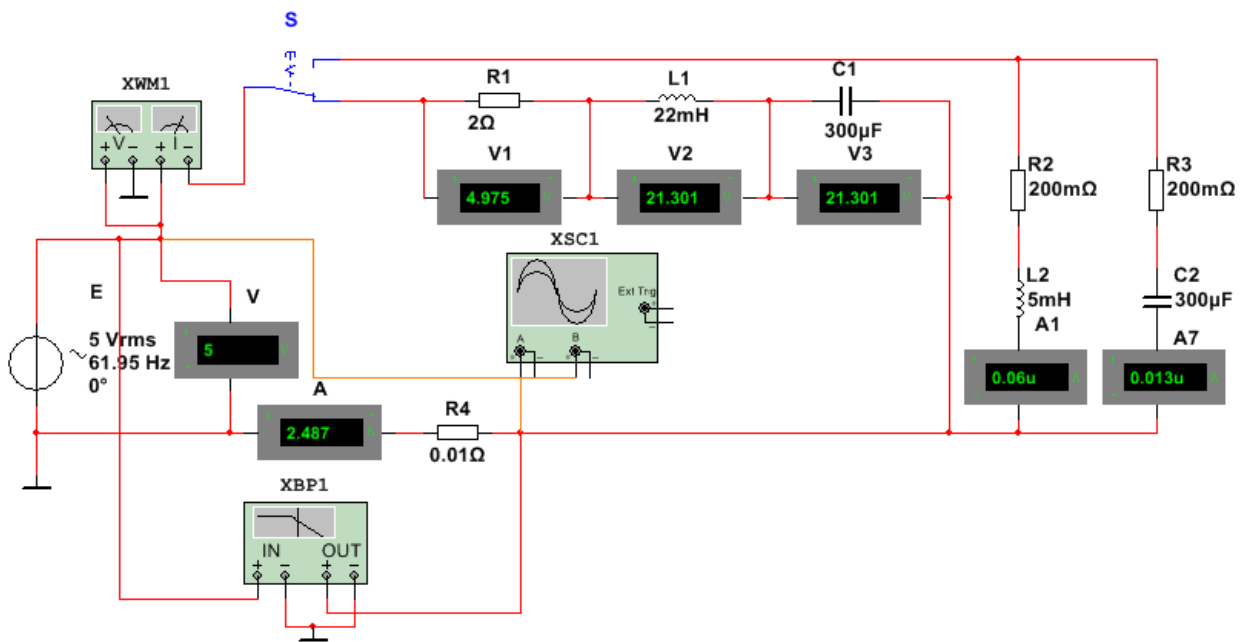 S
XWM1
V I
+ - + -
R1
2Ω
L1
22mH
C1
300µF
V1
4.975 V
V2
21.301 V
V3
21.301 V
R2
200mΩ
R3
200mΩ
XSC1
Ext Trig
+
-
A
B
+ - + -
E
V
5 Vrms
61.95 Hz
0°
5 V
L2
5mH
A1
C2
300µF
A7
0.06u A
0.013u A
A
2.487 A
R4
0.01Ω
XBP1
IN OUT
+ - + -